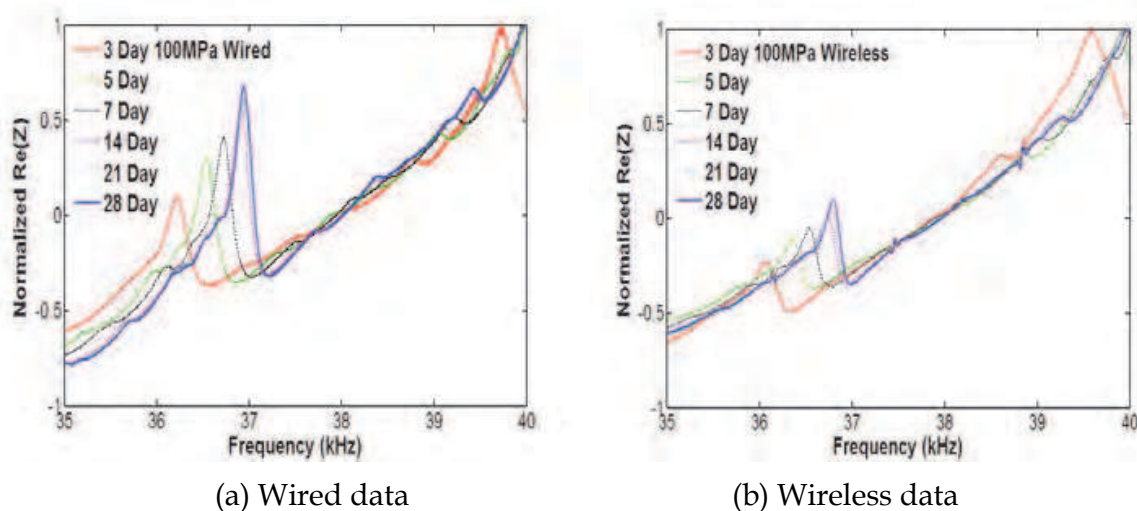 3 Day 100MPa Wired
5 Day
7 Day
14 Day
21 Day
28 Day
Normalized Re(Z)
1
0.5
0
-0.5
-1
35 36 37 38 39 40
Frequency (kHz)
(a) Wired data
3 Day 100MPa Wireless
5 Day
7 Day
14 Day
21 Day
28 Day
Normalized Re(Z)
1
0.5
0
-0.5
-1
35 36 37 38 39 40
Frequency (kHz)
(b) Wireless data